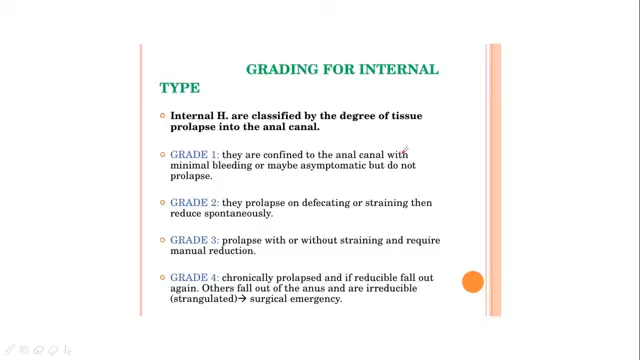 GRADING FOR INTERNAL
TYPE
Internal H. are classified by the degree of tissue
prolapse into the anal canal.
GRADE 1: they are confined to the anal canal with
minimal bleeding or maybe asymptomatic but do not
prolapse.
GRADE 2: they prolapse on defecating or straining then
reduce spontaneously.
GRADE 3: prolapse with or without straining and require
manual reduction.
GRADE 4: chronically prolapsed and if reducible fall out
again. Others fall out of the anus and are irreducible
(strangulated)→ surgical emergency.